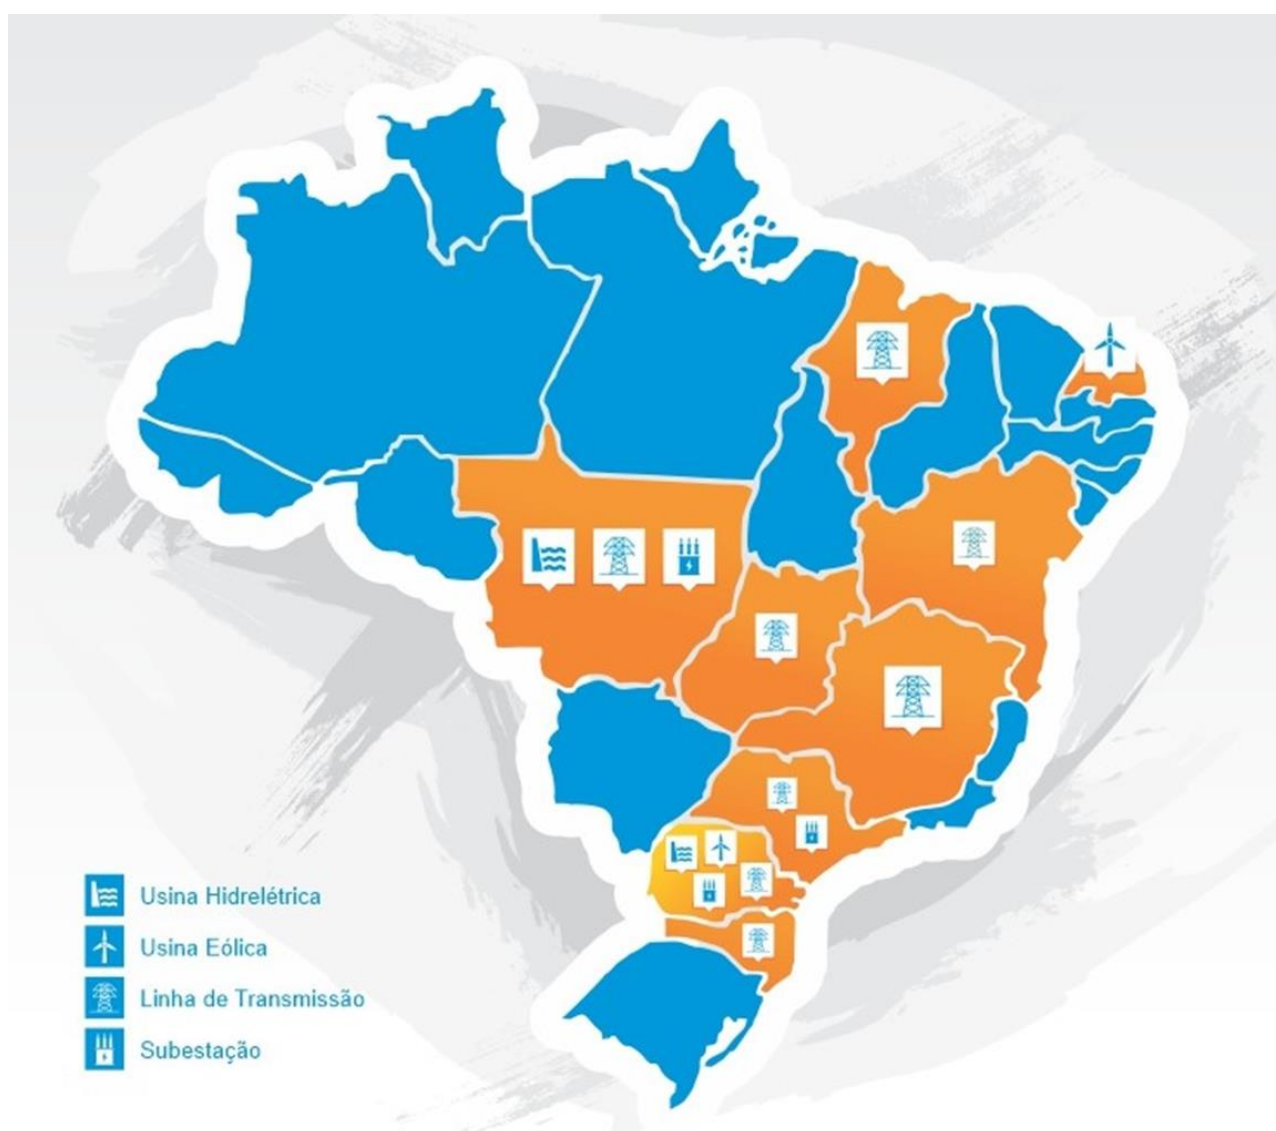 Usina Hidrelétrica
Usina Eólica
Linha de Transmissão
Subestação